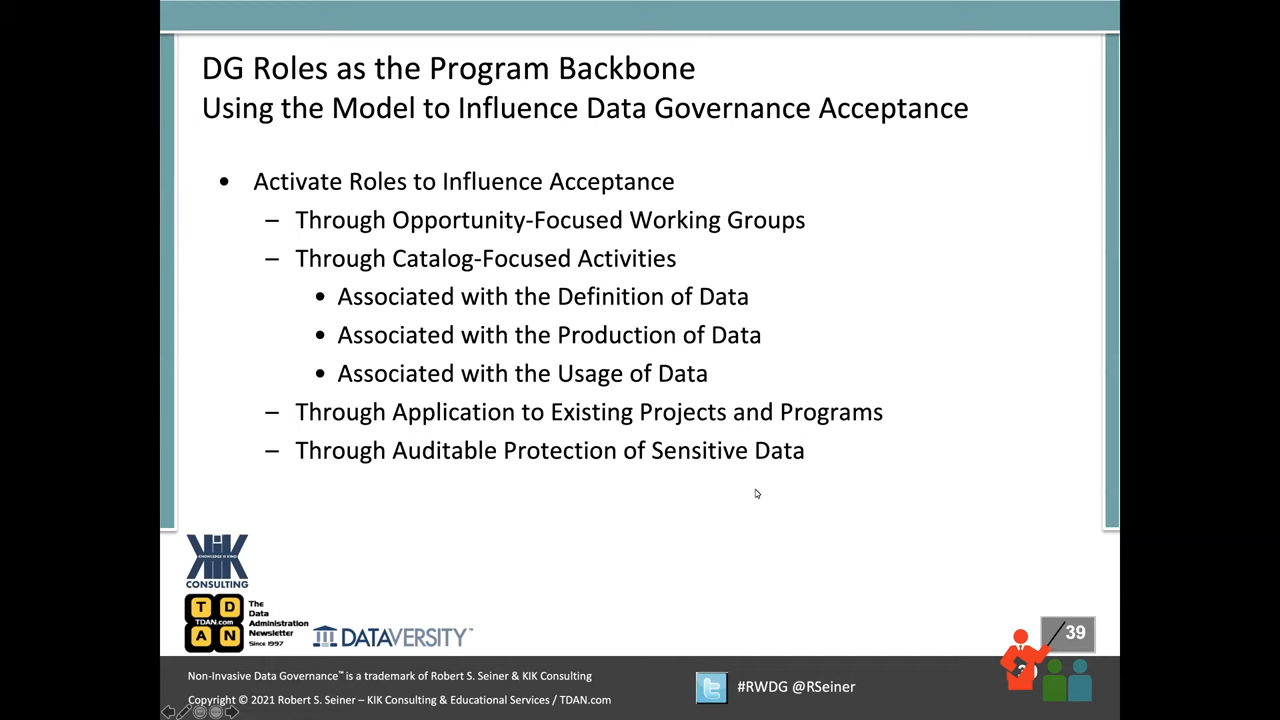 DG Roles as the Program Backbone
Using the Model to Influence Data Governance Acceptance
• Activate Roles to Influence Acceptance
– Through Opportunity-Focused Working Groups
– Through Catalog-Focused Activities
• Associated with the Definition of Data
• Associated with the Production of Data
• Associated with the Usage of Data
– Through Application to Existing Projects and Programs
– Through Auditable Protection of Sensitive Data
KIK
KNOWLEDGE IS KING
CONSULTING
T D
TDAN.com
A N
The
Data
Administration
Newsletter
Since 1997
DATAVERSITY™
39
Non-Invasive Data Governance™ is a trademark of Robert S. Seiner & KIK Consulting
Copyright © 2021 Robert S. Seiner – KIK Consulting & Educational Services / TDAN.com
#RWDG @RSeiner